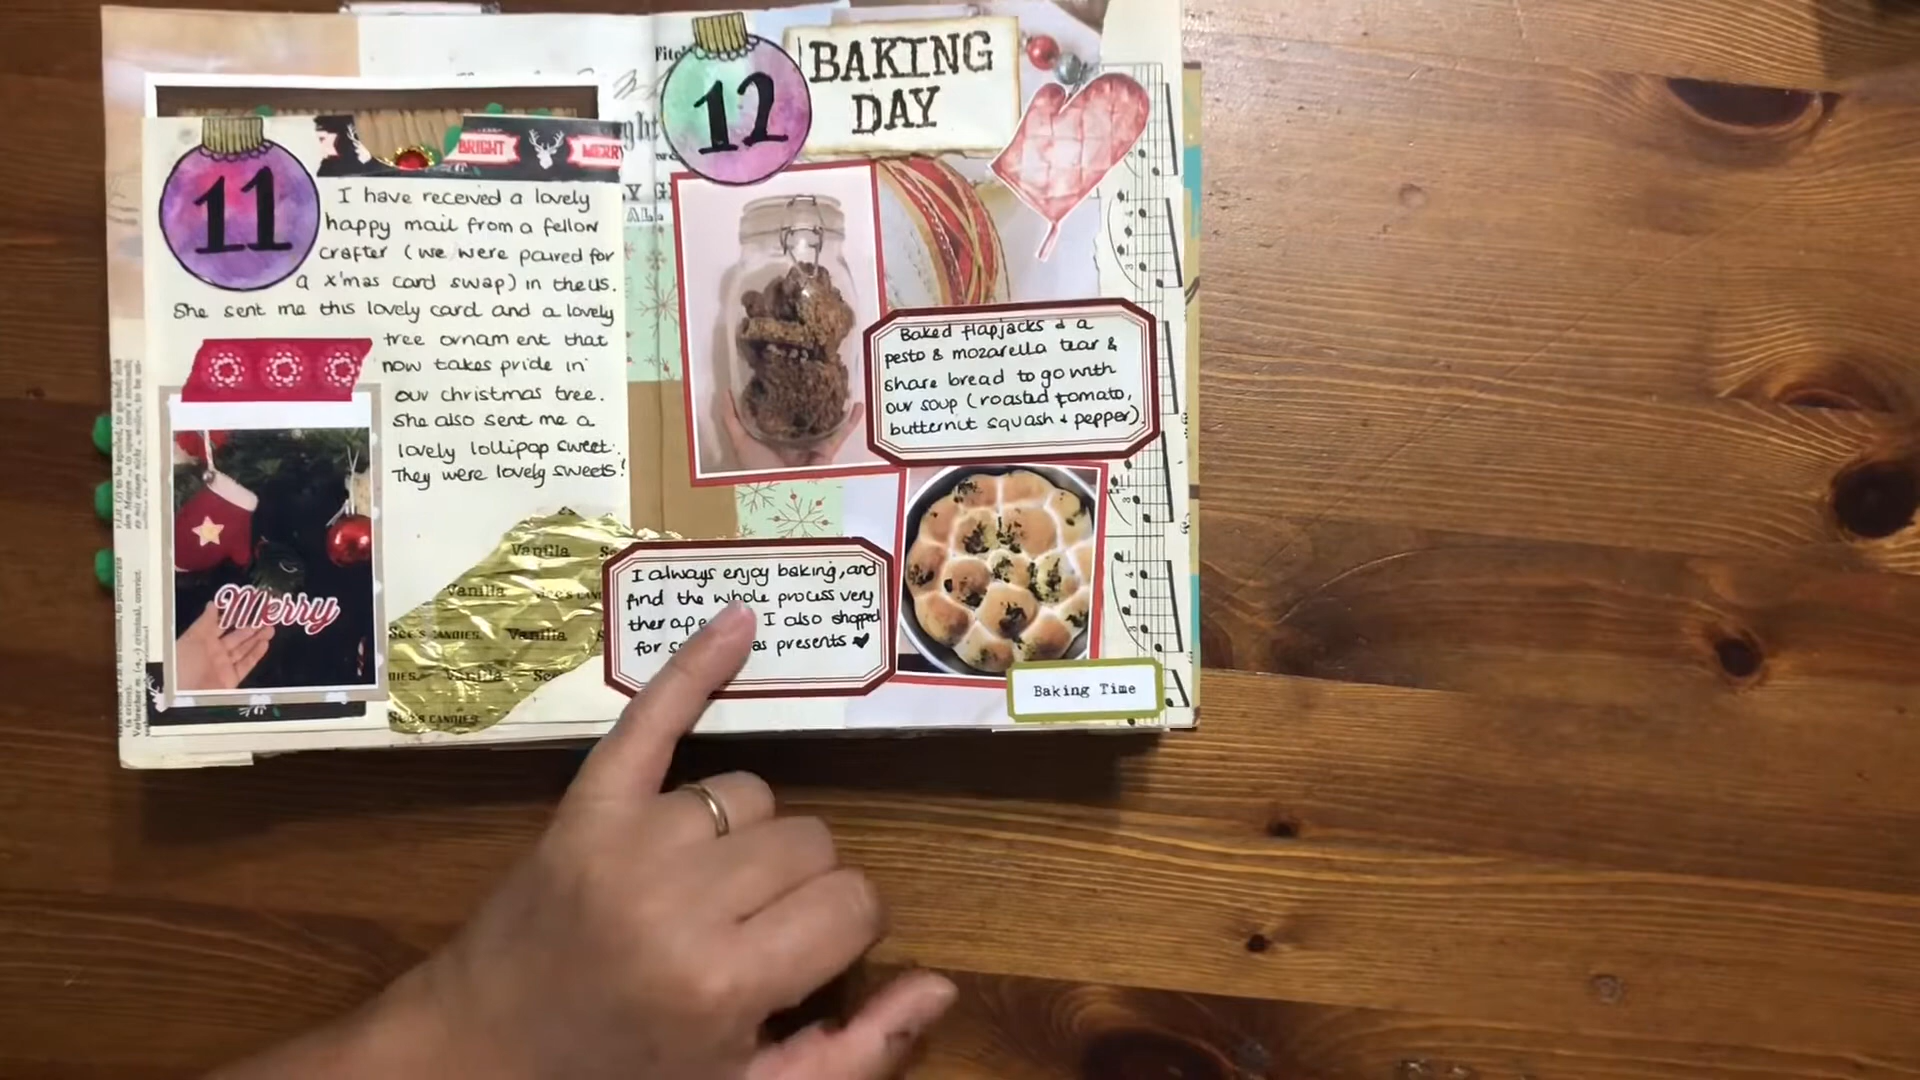 11
BRIGHT
MERRY
I have received a lovely
happy mail from a fellow
crafter (we were paired for
a x'mas card swap) in the US.
She sent me this lovely card and a lovely
tree ornament that
now takes pride in
our christmas tree.
She also sent me a
lovely lollipop sweet.
They were lovely sweets!
Merry
Vanilla
Vanilla
See's CANDIES. Vanilla
Vanilla
See's CANDIES.
12
BAKING
DAY
Baked flapjacks & a
pesto & mozarella tear &
share bread to go with
our soup (roasted tomato,
butternut squash & pepper)
I always enjoy baking, and
find the whole process very
I also shopped
for presents
Baking Time